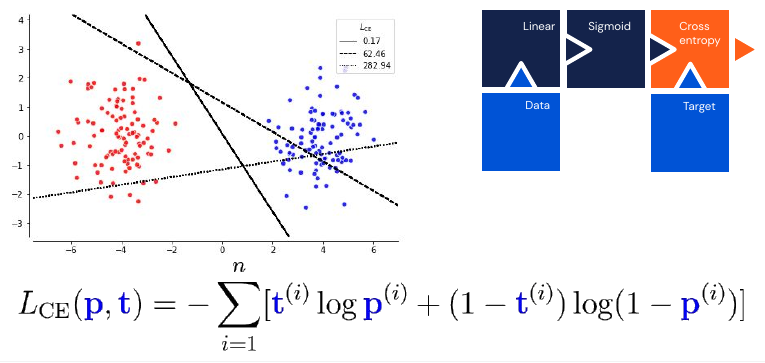 4
3
2
1
0
−1
−2
−3
−6
−4
−2
0
2
4
6
L_CE
0.17
62.46
282.94
Linear
Sigmoid
Cross
entropy
Data
Target
L_CE(p, t) = − ∑_{i=1}^{n} [t^{(i)} log p^{(i)} + (1 − t^{(i)}) log(1 − p^{(i)})]